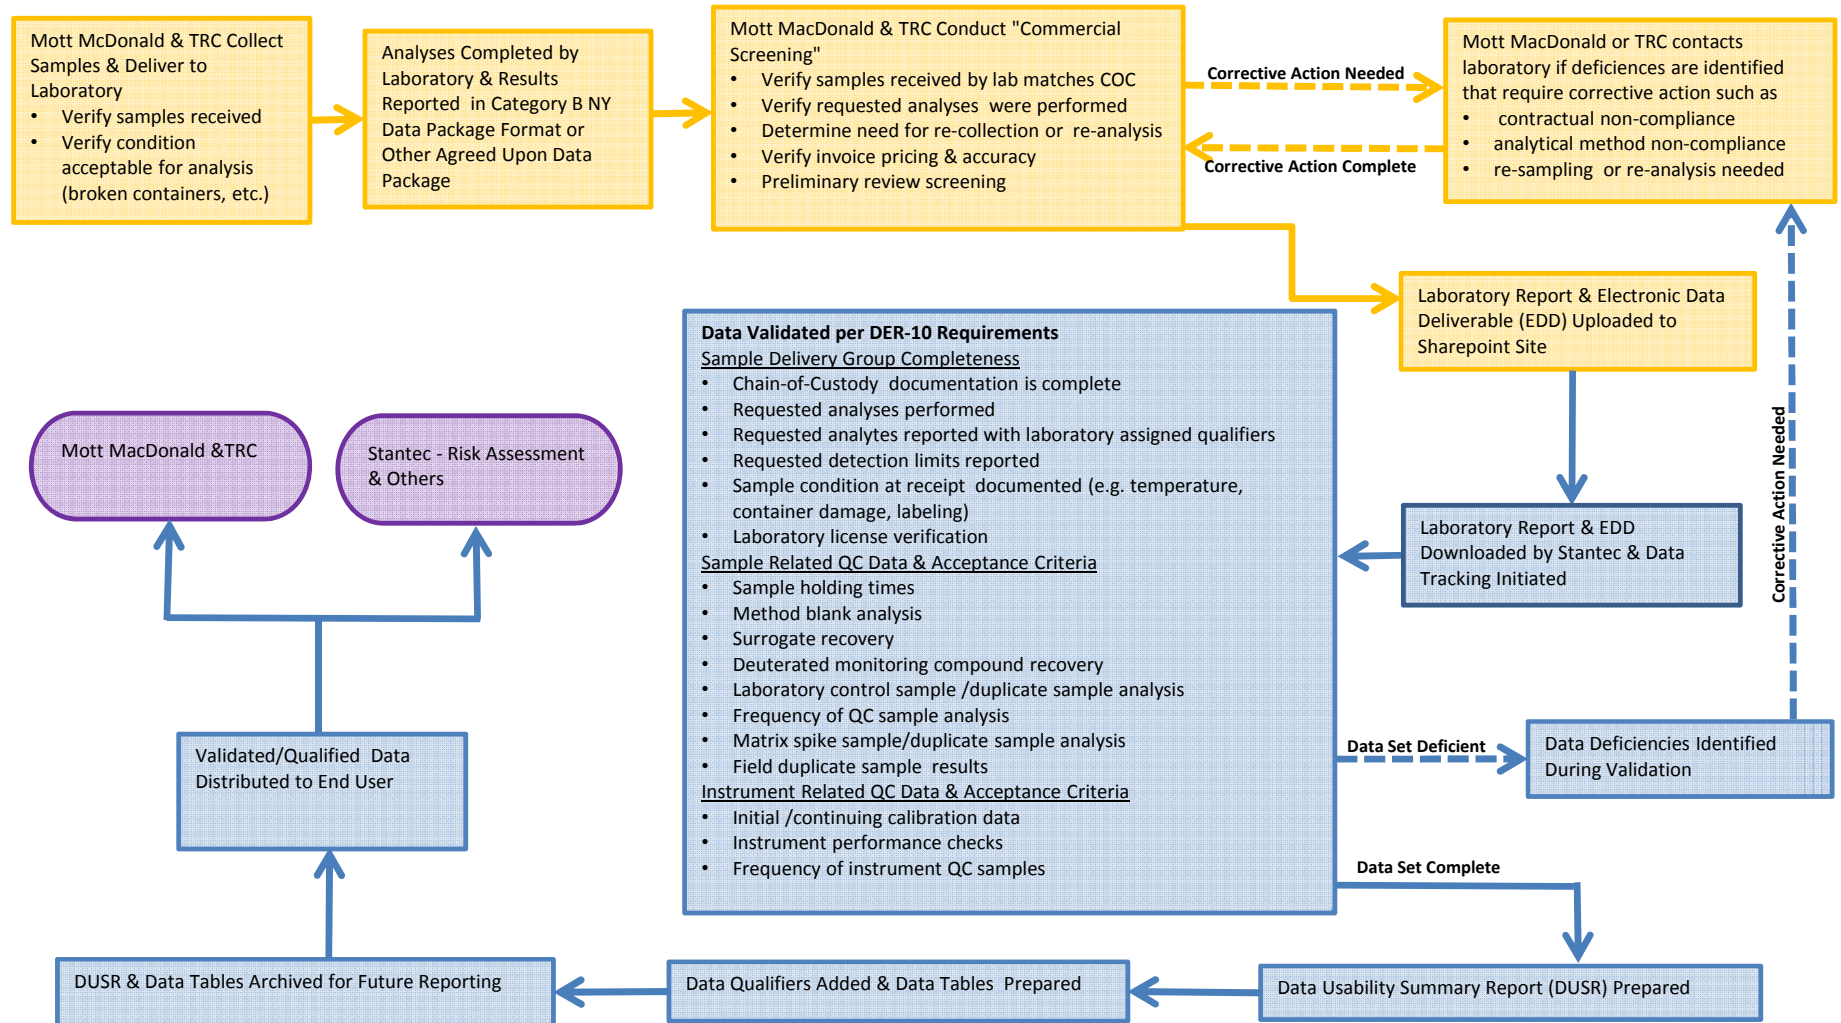 Mott McDonald & TRC Collect
Samples & Deliver to
Laboratory
• Verify samples received
• Verify condition
acceptable for analysis
(broken containers, etc.)
Analyses Completed by
Laboratory & Results
Reported in Category B NY
Data Package Format or
Other Agreed Upon Data
Package
Mott MacDonald & TRC Conduct "Commercial
Screening"
• Verify samples received by lab matches COC
• Verify requested analyses were performed
• Determine need for re-collection or re-analysis
• Verify invoice pricing & accuracy
• Preliminary review screening
Corrective Action Needed
Corrective Action Complete
Mott MacDonald or TRC contacts
laboratory if deficiences are identified
that require corrective action such as
• contractual non-compliance
• analytical method non-compliance
• re-sampling or re-analysis needed
Laboratory Report & Electronic Data
Deliverable (EDD) Uploaded to
Sharepoint Site
Laboratory Report & EDD
Downloaded by Stantec & Data
Tracking Initiated
Corrective Action Needed
Data Validated per DER-10 Requirements
Sample Delivery Group Completeness
• Chain-of-Custody documentation is complete
• Requested analyses performed
• Requested analytes reported with laboratory assigned qualifiers
• Requested detection limits reported
• Sample condition at receipt documented (e.g. temperature,
container damage, labeling)
• Laboratory license verification
Sample Related QC Data & Acceptance Criteria
• Sample holding times
• Method blank analysis
• Surrogate recovery
• Deuterated monitoring compound recovery
• Laboratory control sample /duplicate sample analysis
• Frequency of QC sample analysis
• Matrix spike sample/duplicate sample analysis
• Field duplicate sample results
Instrument Related QC Data & Acceptance Criteria
• Initial /continuing calibration data
• Instrument performance checks
• Frequency of instrument QC samples
Data Set Deficient
Data Deficiencies Identified
During Validation
Data Set Complete
Data Usability Summary Report (DUSR) Prepared
Data Qualifiers Added & Data Tables Prepared
DUSR & Data Tables Archived for Future Reporting
Validated/Qualified Data
Distributed to End User
Mott MacDonald &TRC
Stantec - Risk Assessment
& Others